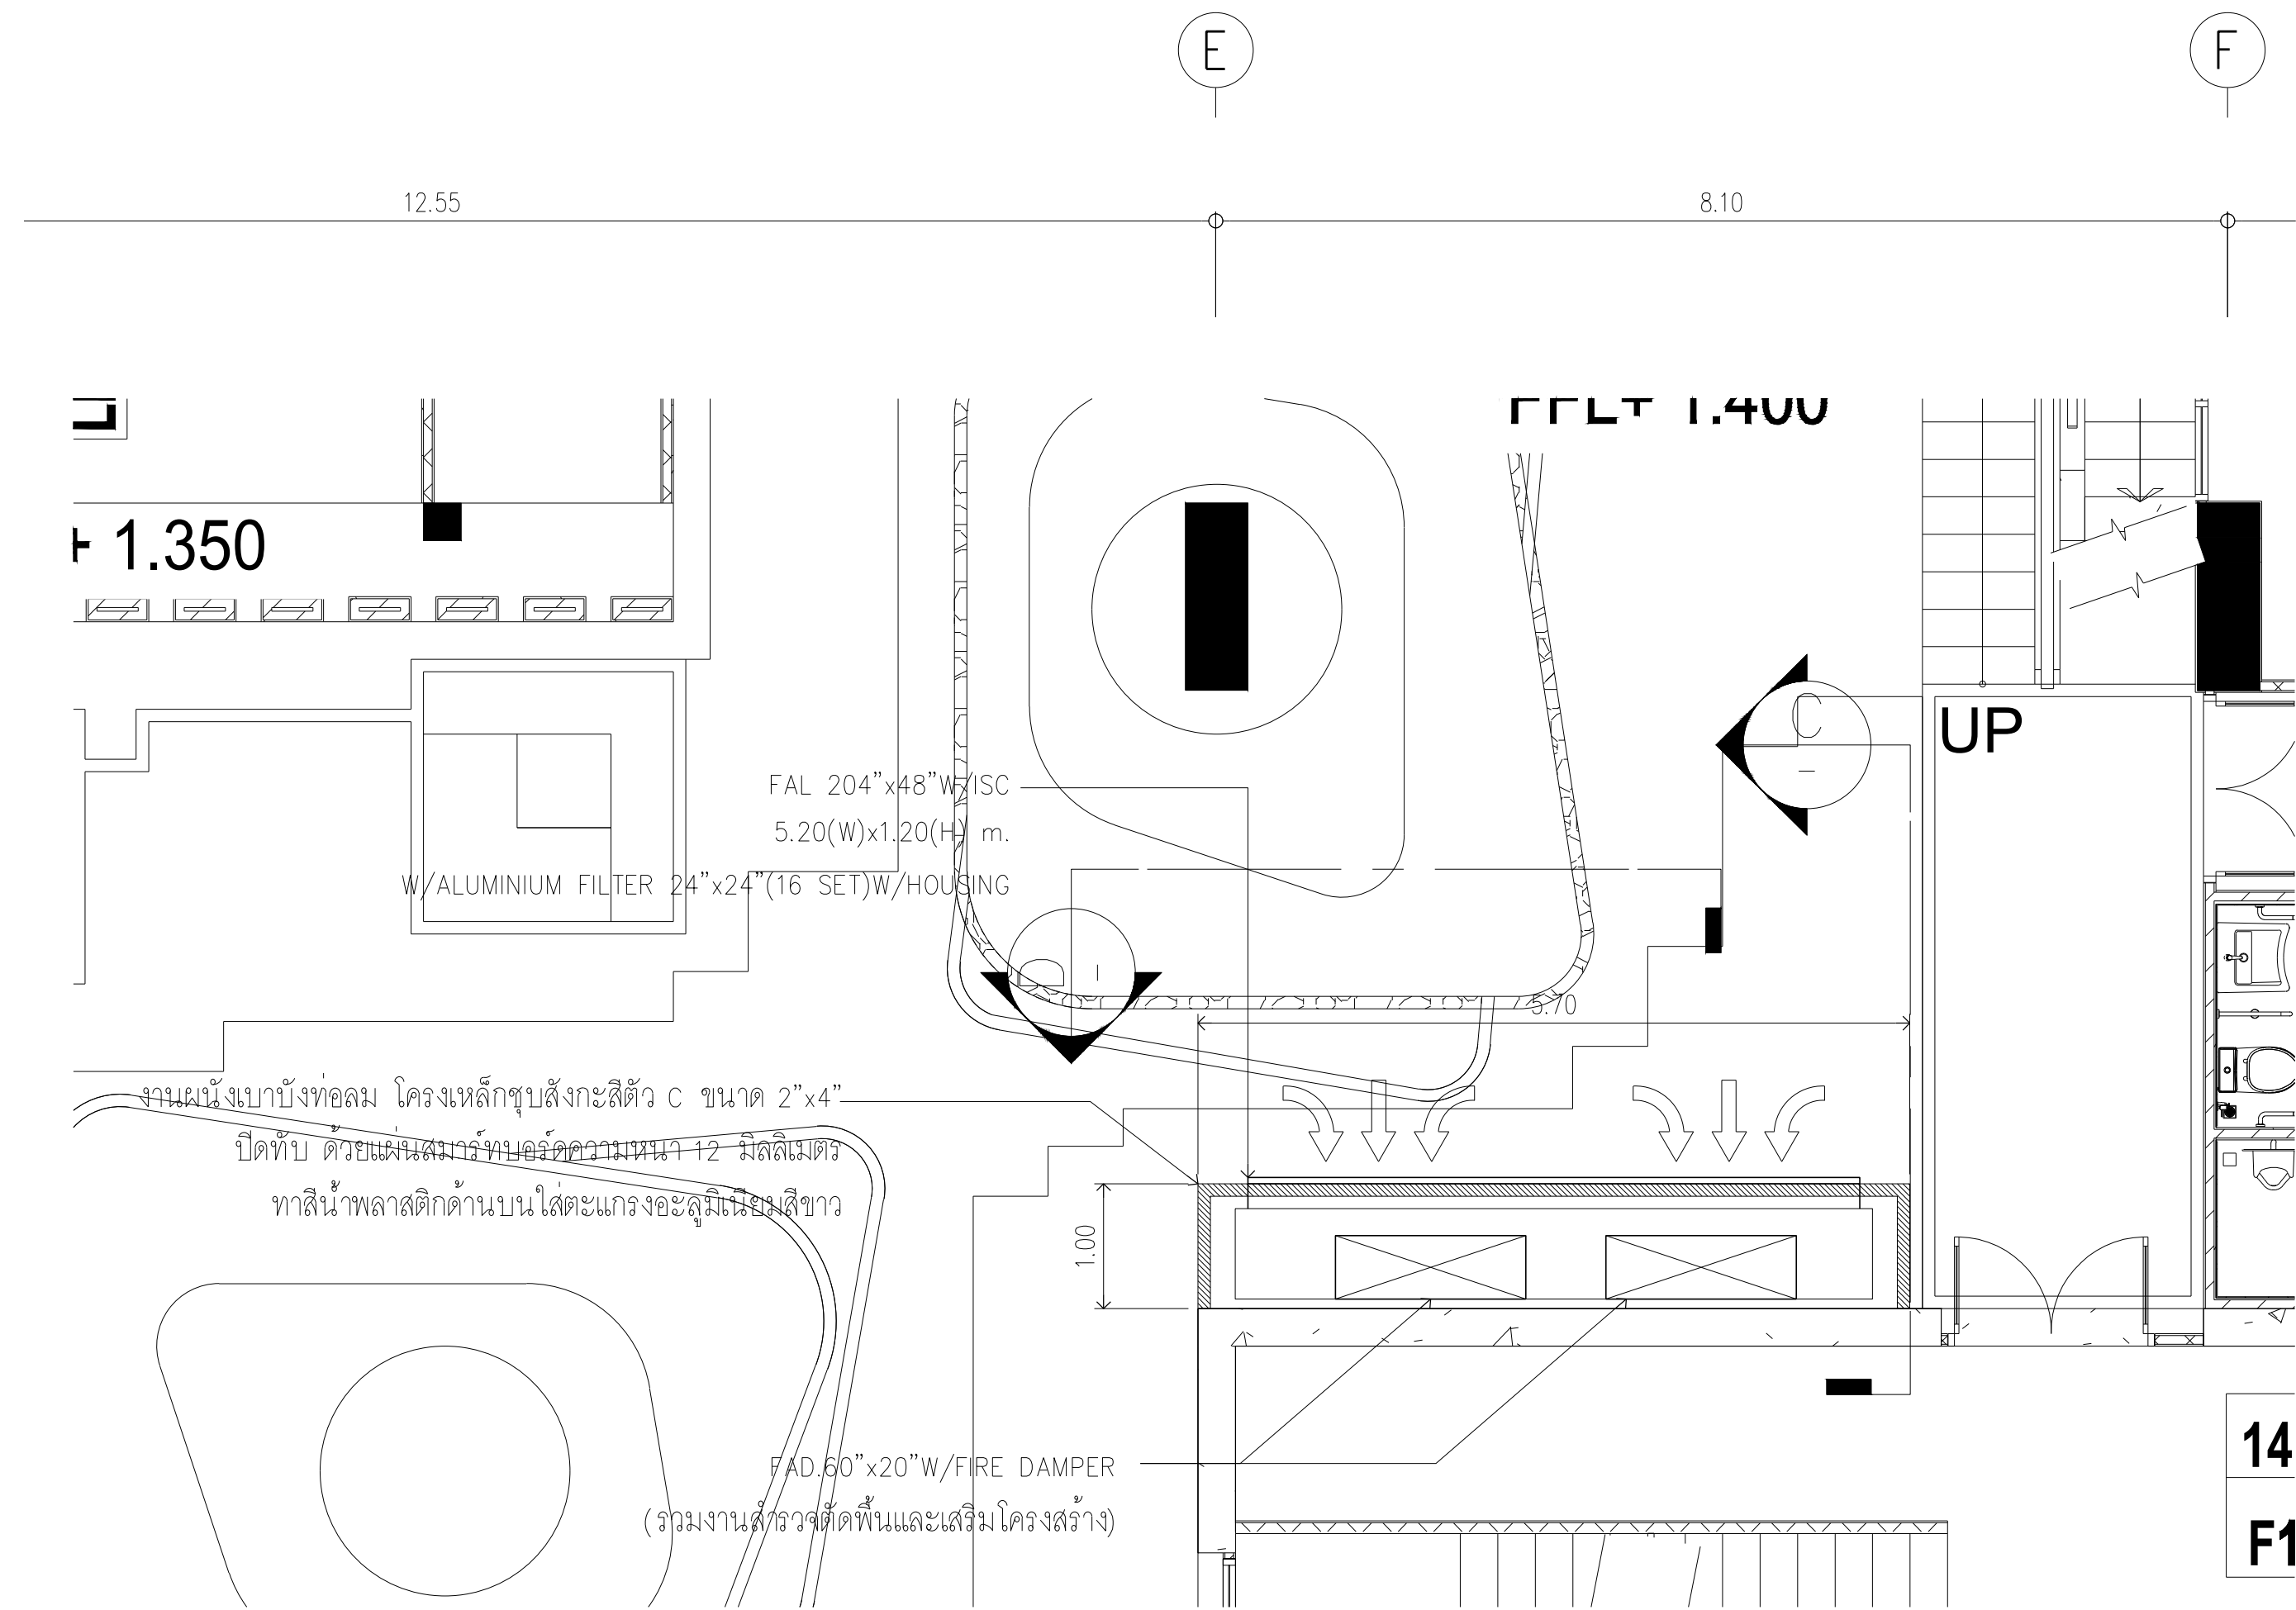 E
F
12.55
8.10
FFL+ 1.400
+ 1.350
C
-
UP
FAL 204"x48"W/ISC
5.20(W)x1.20(H) m.
W/ALUMINIUM FILTER 24"x24"(16 SET)W/HOUSING
D
-
5.70
งานผนังเบาบังท่อลม โครงเหล็กชุบสังกะสีตัว C ขนาด 2"x4"
ปิดทับ ด้วยแผ่นสมาร์ทบอร์ดความหนา 12 มิลลิเมตร
ทาสีน้ำพลาสติกด้านบนใส่ตะแกรงอะลูมิเนียมสีขาว
1.00
FAD.60"x20"W/FIRE DAMPER
(รวมงานสำรวจตัดพื้นและเสริมโครงสร้าง)
14
F1